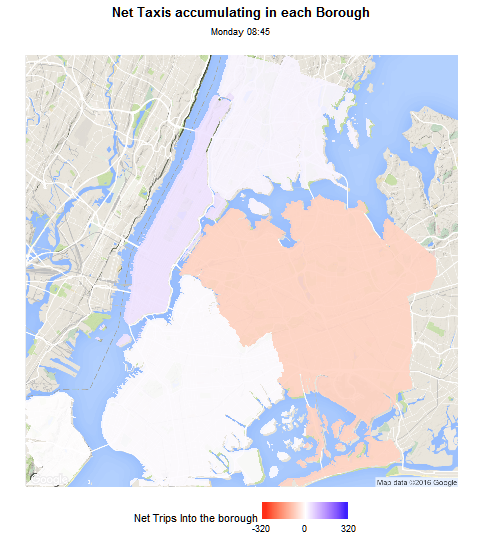 Net Taxis accumulating in each Borough
Monday 08:45
Map data ©2016 Google
Net Trips Into the borough
-320 0 320